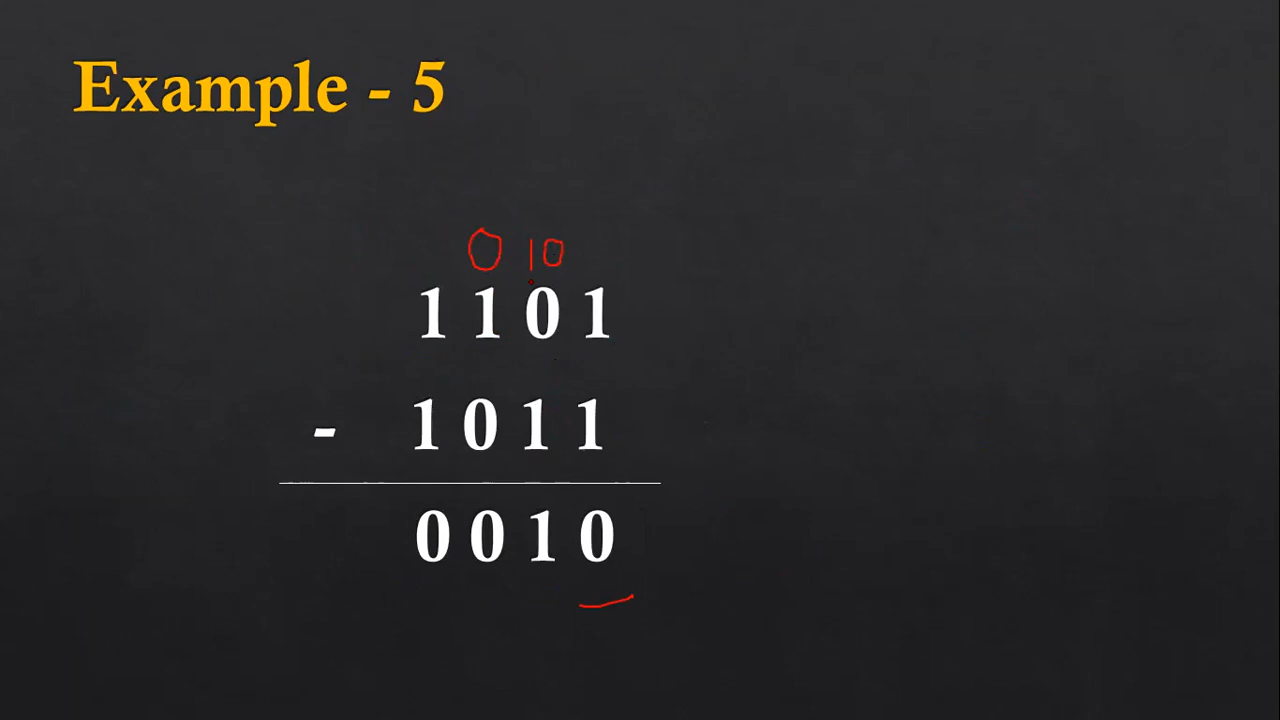 Example - 5
0 10
1 1 0 1
- 1 0 1 1
0 0 1 0